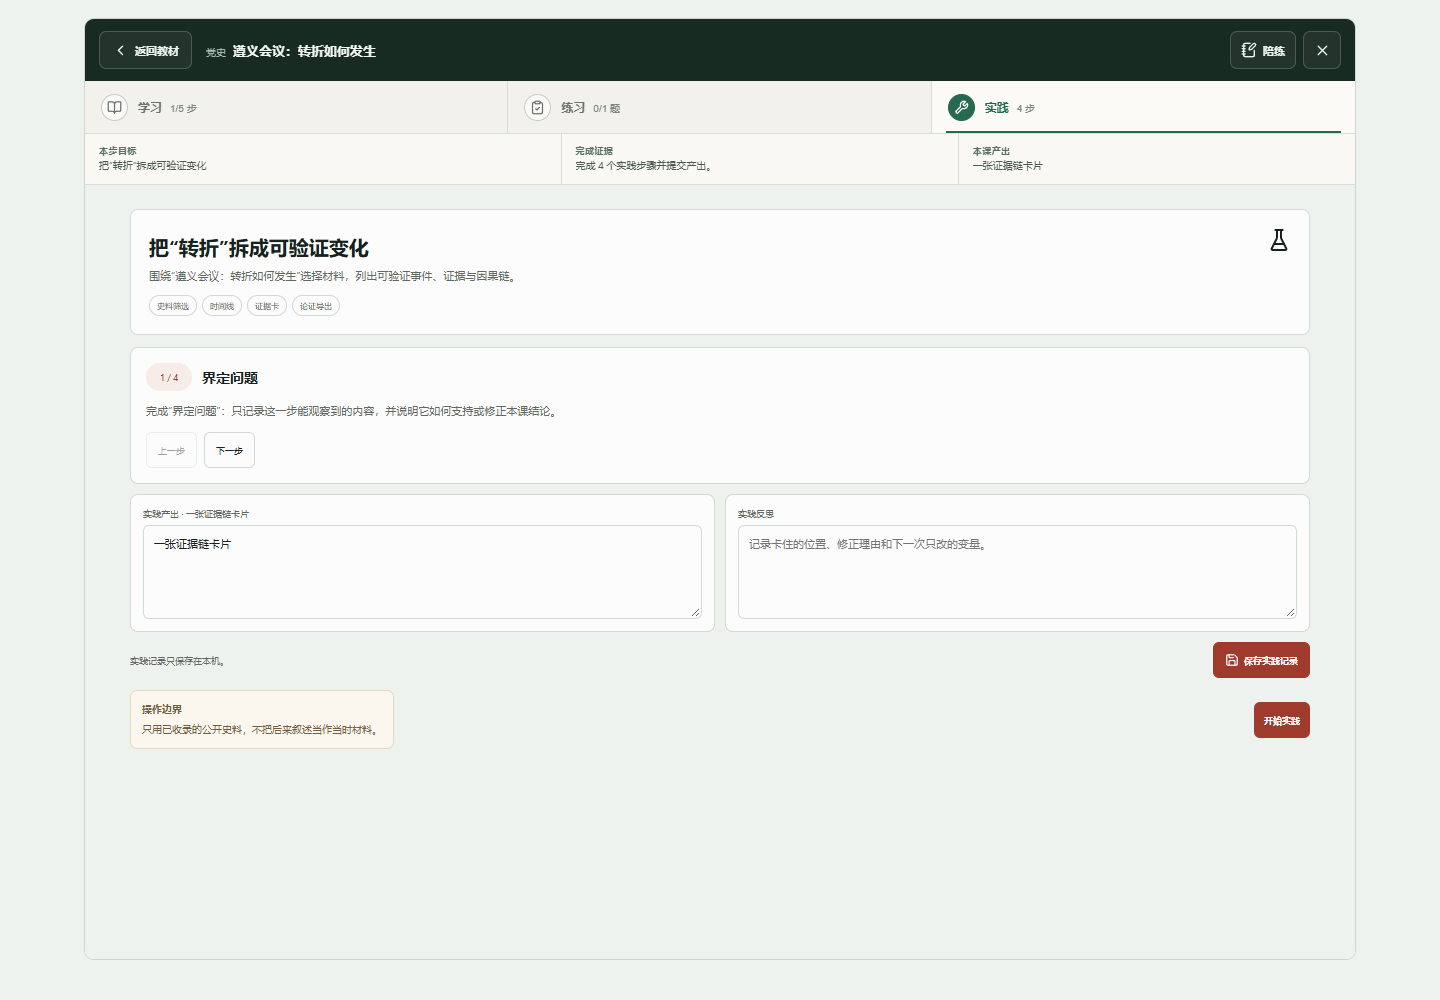 返回教材
党史 遵义会议：转折如何发生
陪练
学习 1/5 步
练习 0/1 题
实践 4 步
本步目标
把“转折”拆成可验证变化
完成证据
完成 4 个实践步骤并提交产出。
本课产出
一张证据链卡片
把“转折”拆成可验证变化
围绕“遵义会议：转折如何发生”选择材料，列出可验证事件、证据与因果链。
史料筛选
时间线
证据卡
论证导出
1 / 4
界定问题
完成“界定问题”：只记录这一步能观察到的内容，并说明它如何支持或修正本课结论。
上一步
下一步
实践产出 · 一张证据链卡片
一张证据链卡片
实践反思
记录卡住的位置、修正理由和下一次只改的变量。
实践记录只保存在本机。
保存实践记录
操作边界
只用已收录的公开史料，不把后来叙述当作当时材料。
开始实践